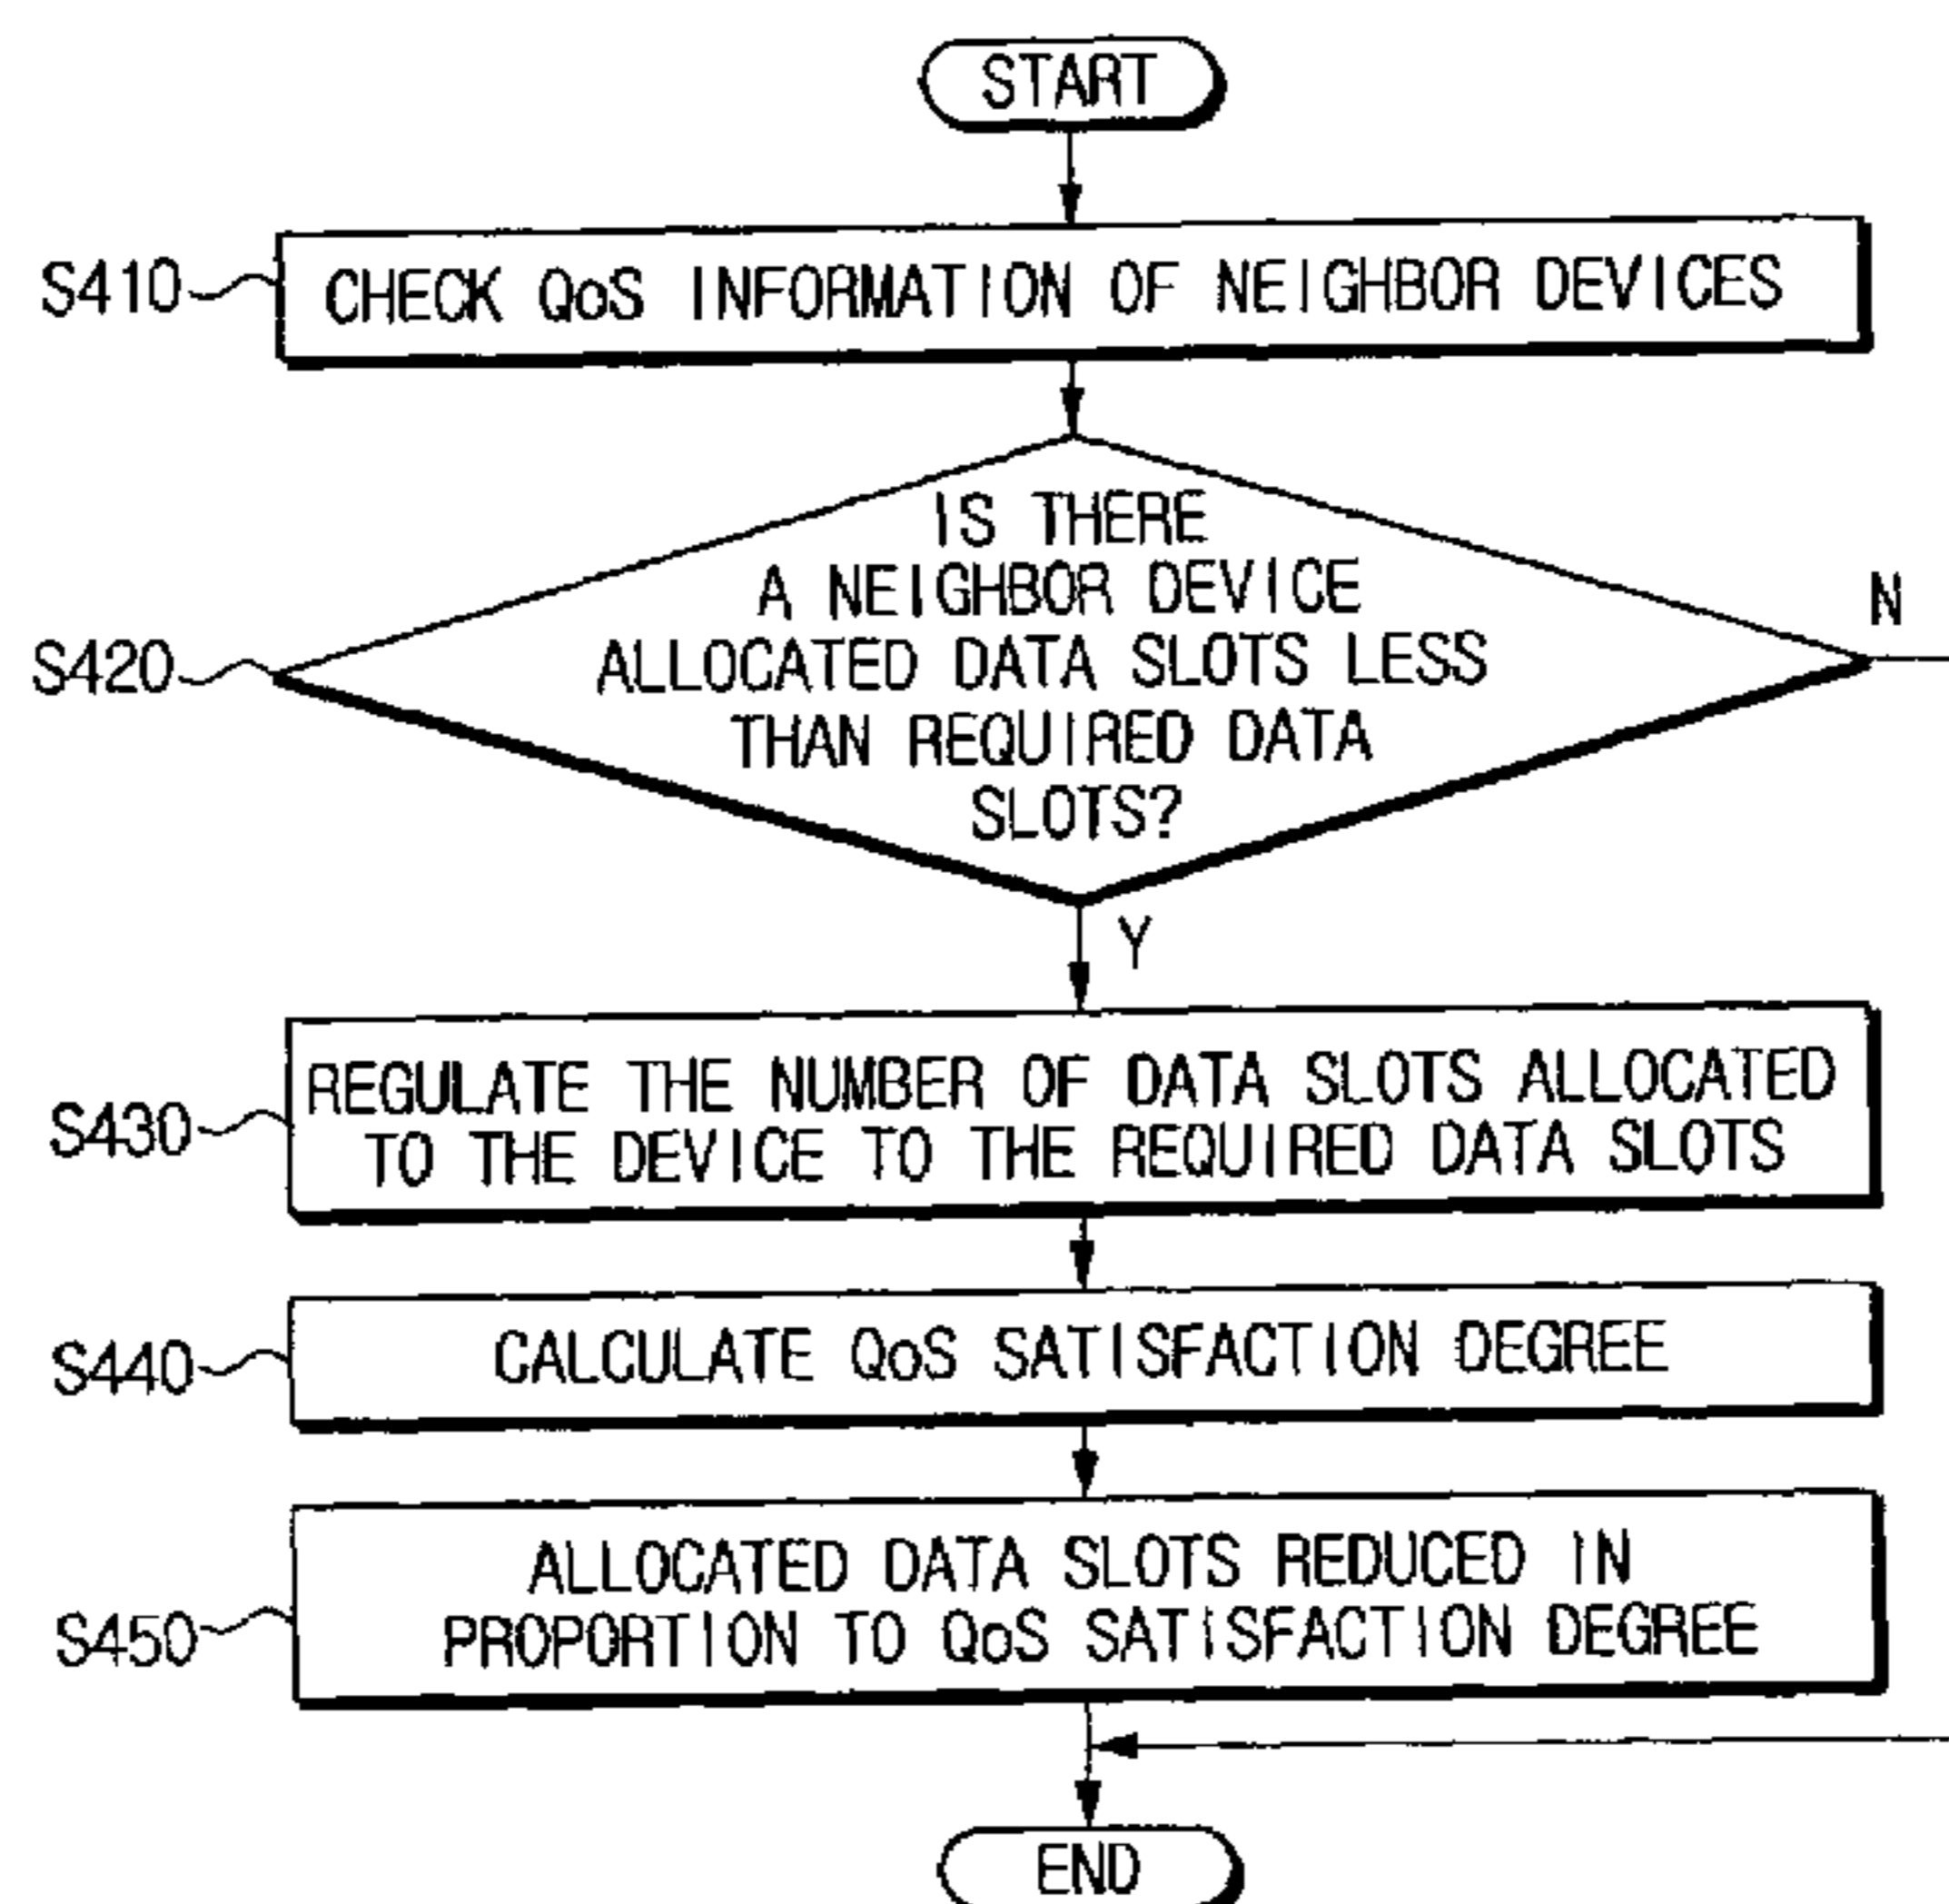 START
S410
CHECK QoS INFORMATION OF NEIGHBOR DEVICES
S420
IS THERE
A NEIGHBOR DEVICE
ALLOCATED DATA SLOTS LESS
THAN REQUIRED DATA
SLOTS?
N
Y
S430
REGULATE THE NUMBER OF DATA SLOTS ALLOCATED
TO THE DEVICE TO THE REQUIRED DATA SLOTS
S440
CALCULATE QoS SATISFACTION DEGREE
S450
ALLOCATED DATA SLOTS REDUCED IN
PROPORTION TO QoS SATISFACTION DEGREE
END